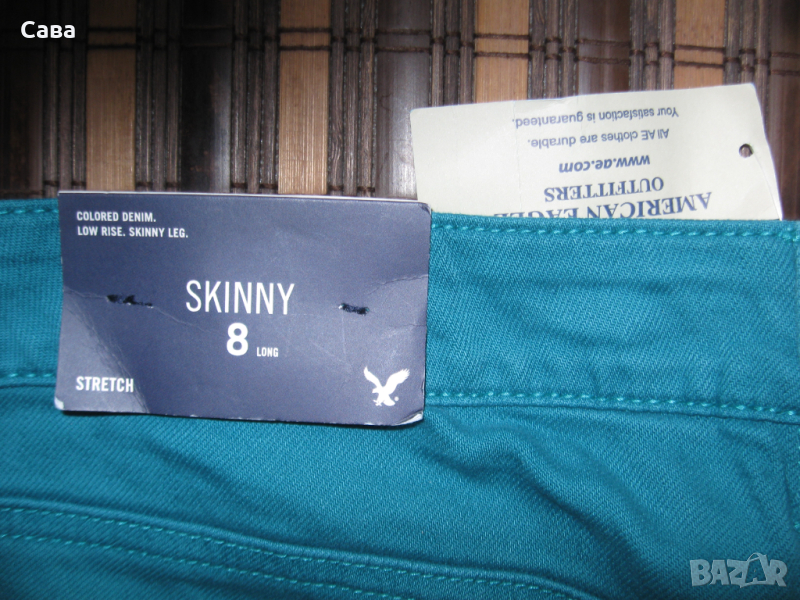 Сава
Your satisfaction is guaranteed.
All AE clothes are durable.
www.ae.com
OUTFITTERS
AMERICAN EAGLE
COLORED DENIM.
LOW RISE. SKINNY LEG.
SKINNY
8 LONG
STRETCH
BAZAR